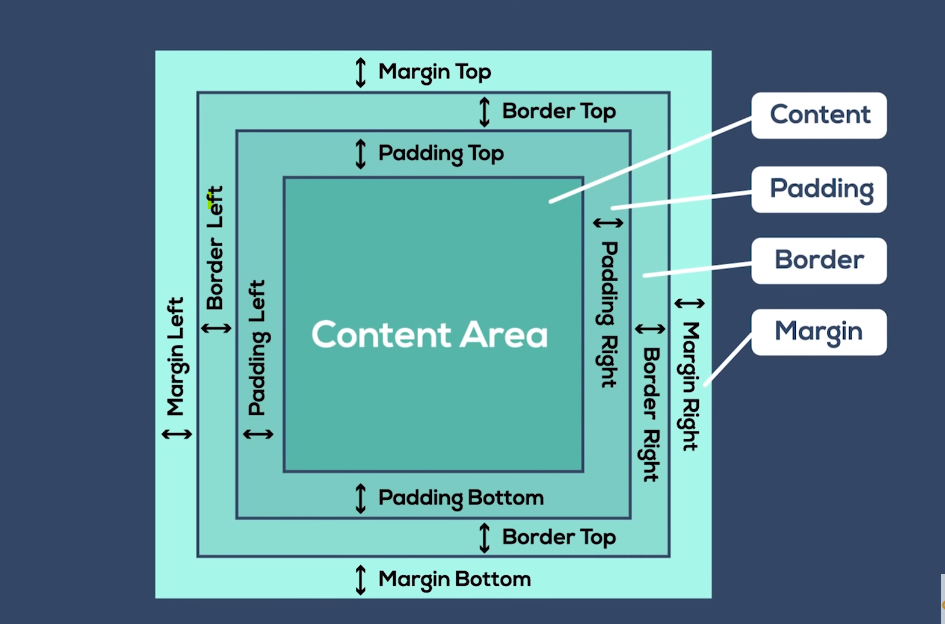 Margin Top
Border Top
Padding Top
Content
Padding
Border
Margin
Margin Left
Border Left
Padding Left
Content Area
Padding Right
Border Right
Margin Right
Padding Bottom
Border Top
Margin Bottom